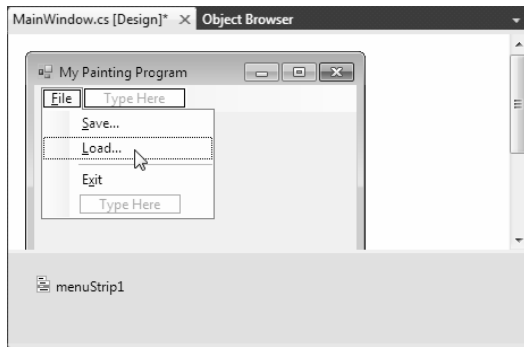 MainWindow.cs [Design]* Object Browser
My Painting Program
File Type Here
Save...
Load...
Exit
Type Here
menuStrip1